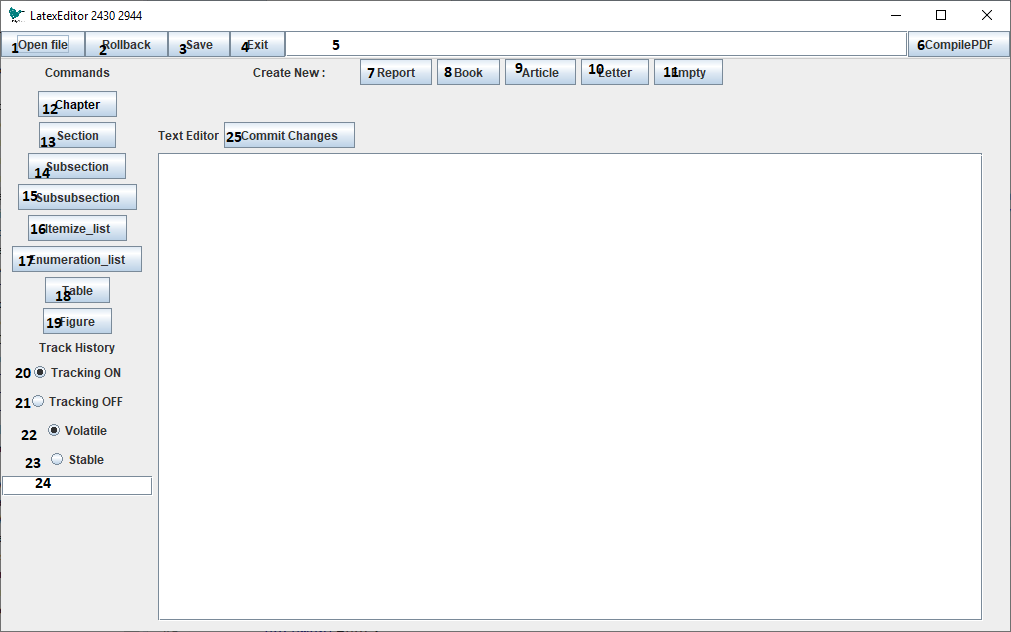 LatexEditor 2430 2944
1 Open file 2 Rollback 3 Save 4 Exit 5 6 CompilePDF
Commands Create New : 7 Report 8 Book 9 Article 10 Letter 11 Empty
12 Chapter
13 Section Text Editor 25 Commit Changes
14 Subsection
15 Subsubsection
16 Itemize_list
17 Enumeration_list
18 Table
19 Figure
Track History
20 Tracking ON
21 Tracking OFF
22 Volatile
23 Stable
24